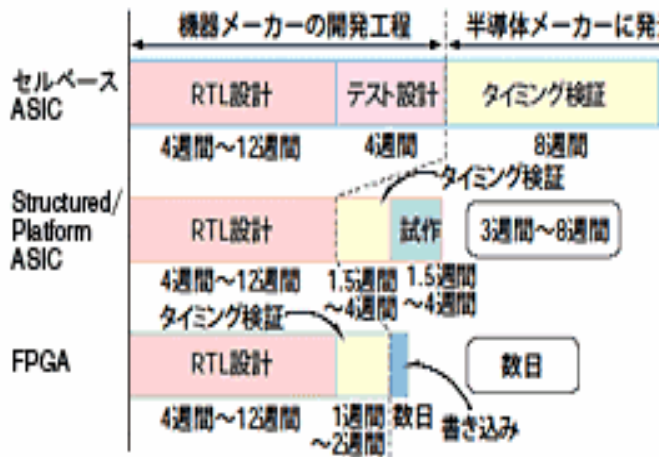 機器メーカーの開発工程
半導体メーカーに発
セルベース
ASIC
RTL設計
テスト設計
タイミング検証
4週間～12週間
4週間
8週間
タイミング検証
Structured/
Platform
ASIC
RTL設計
試作
3週間～8週間
4週間～12週間
1.5週間
～4週間
1.5週間
～4週間
タイミング検証
FPGA
RTL設計
数日
4週間～12週間
1週間
～2週間
数日
書き込み